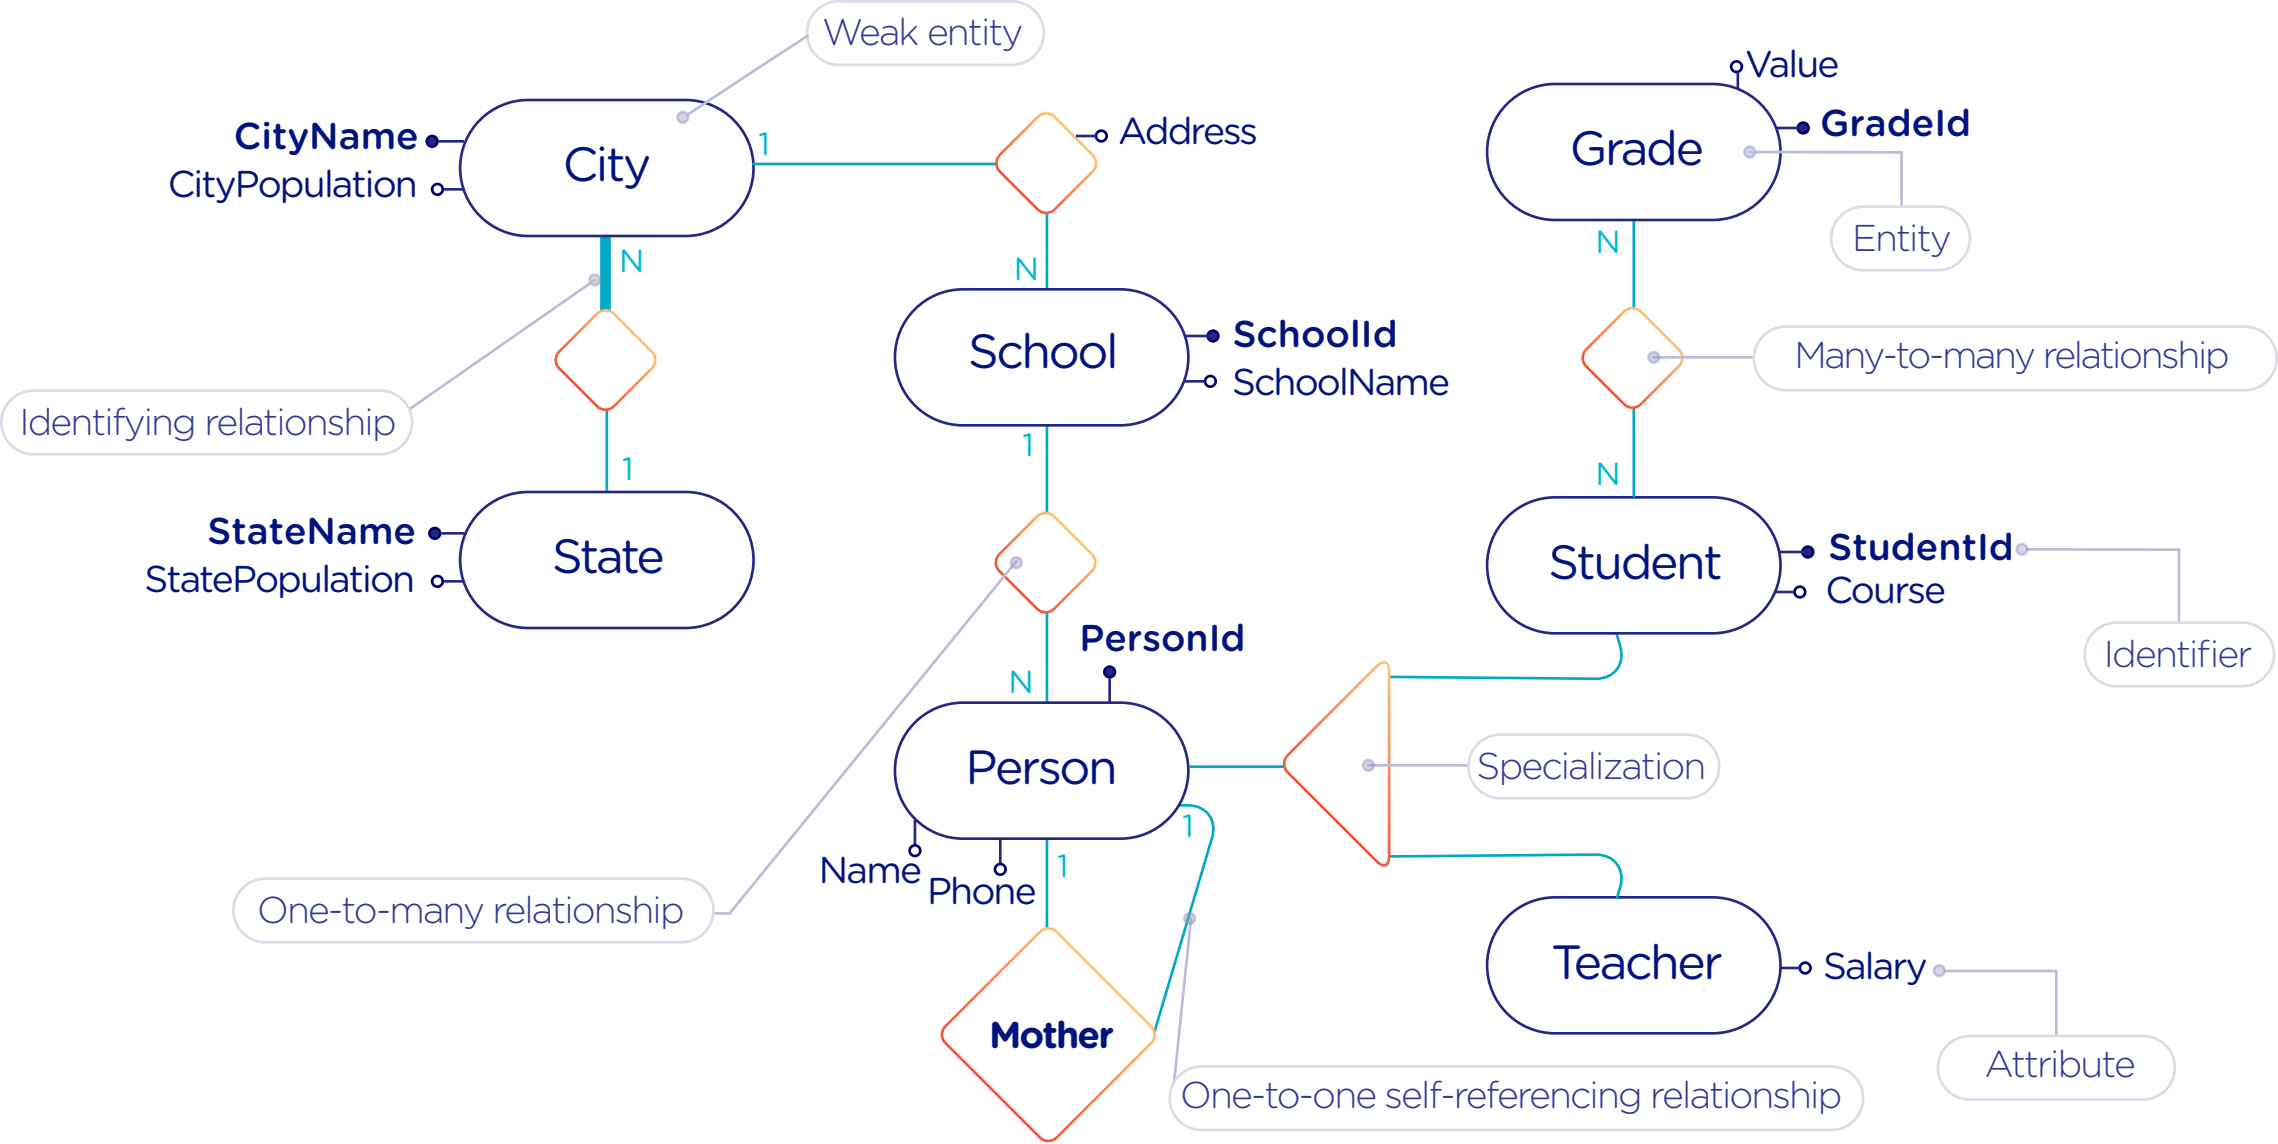 Weak entity
Value
CityName
City
1
Address
Grade
GradeId
CityPopulation
N
N
N
Entity
School
SchoolId
SchoolName
Many-to-many relationship
Identifying relationship
1
1
N
StateName
State
StatePopulation
Student
StudentId
Course
PersonId
Identifier
N
Person
Specialization
1
1
Name
Phone
One-to-many relationship
Teacher
Salary
Mother
Attribute
One-to-one self-referencing relationship